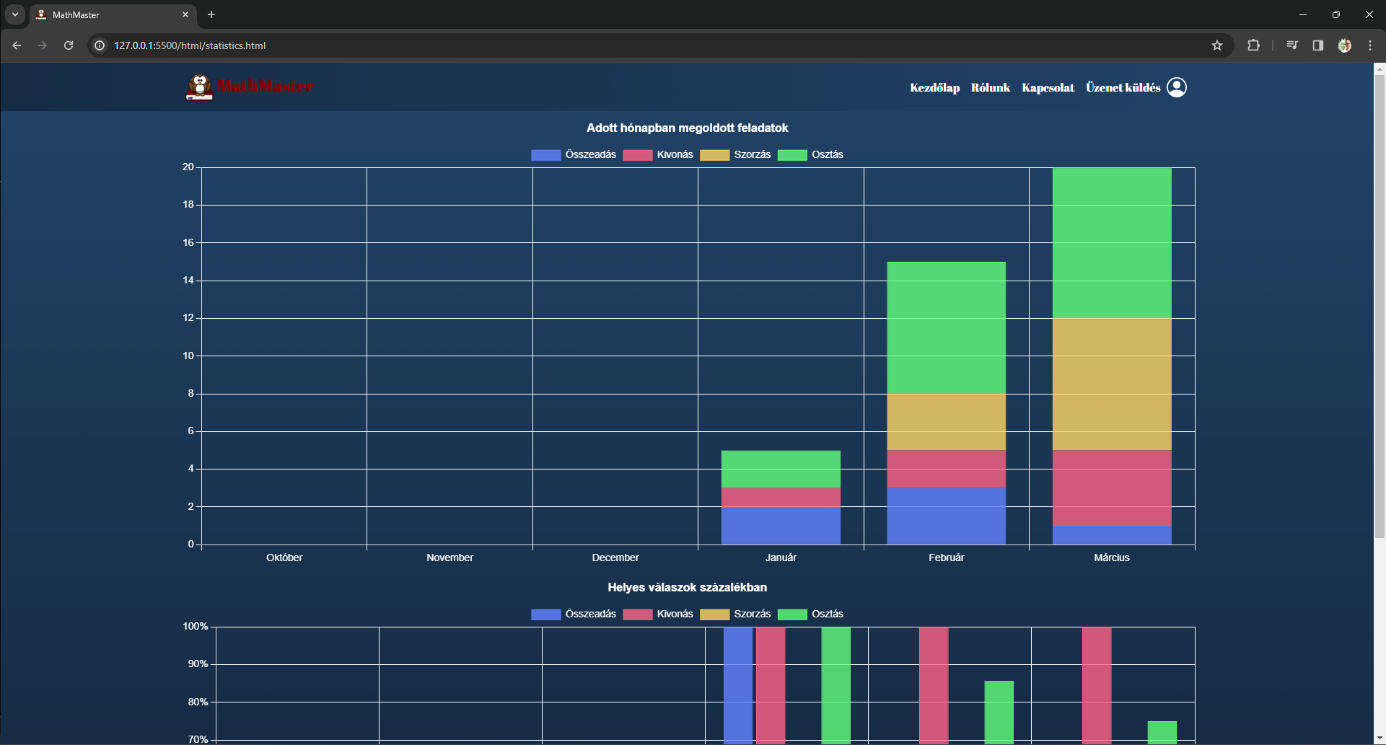 MathMaster
127.0.0.1:5500/html/statistics.html
MathMaster
Kezdőlap Rólunk Kapcsolat Üzenet küldés
Adott hónapban megoldott feladatok
Összeadás Kivonás Szorzás Osztás
20
18
16
14
12
10
8
6
4
2
0
Október November December Január Február Március
Helyes válaszok százalékban
Összeadás Kivonás Szorzás Osztás
100%
90%
80%
70%